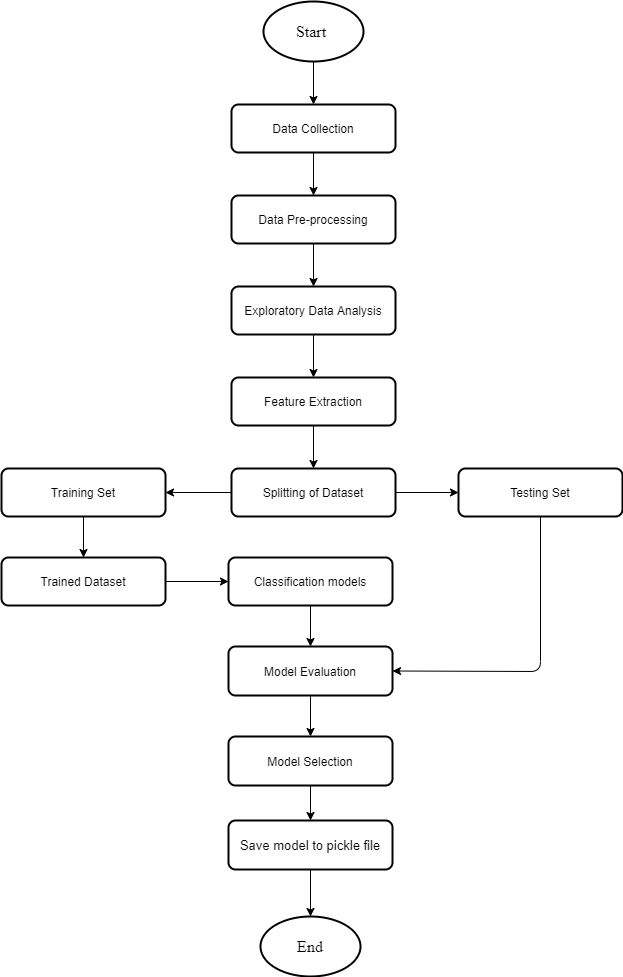 Start
Data Collection
Data Pre-processing
Exploratory Data Analysis
Feature Extraction
Training Set
Splitting of Dataset
Testing Set
Trained Dataset
Classification models
Model Evaluation
Model Selection
Save model to pickle file
End